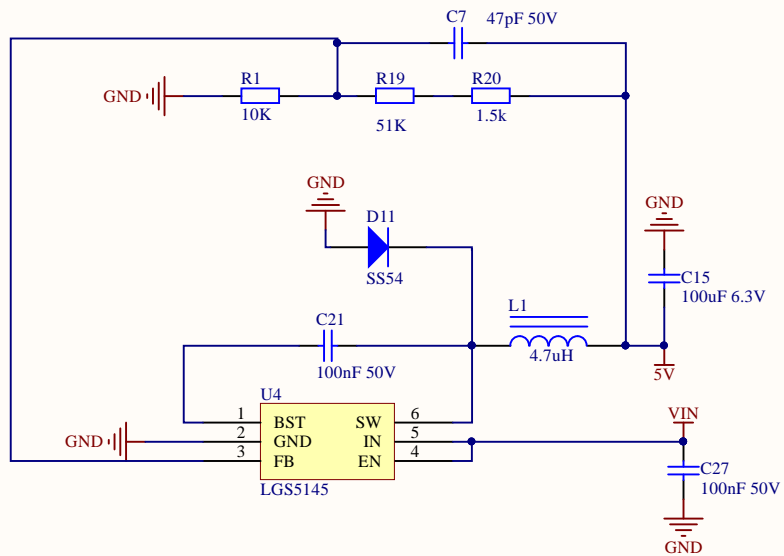 C7 47pF 50V
R1
R19
R20
GND
10K
51K
1.5k
GND
GND
D11
SS54
C15
100uF 6.3V
L1
C21
4.7uH
100nF 50V
5V
U4
VIN
1 BST SW 6
GND 2 GND IN 5
3 FB EN 4
C27
100nF 50V
LGS5145
GND